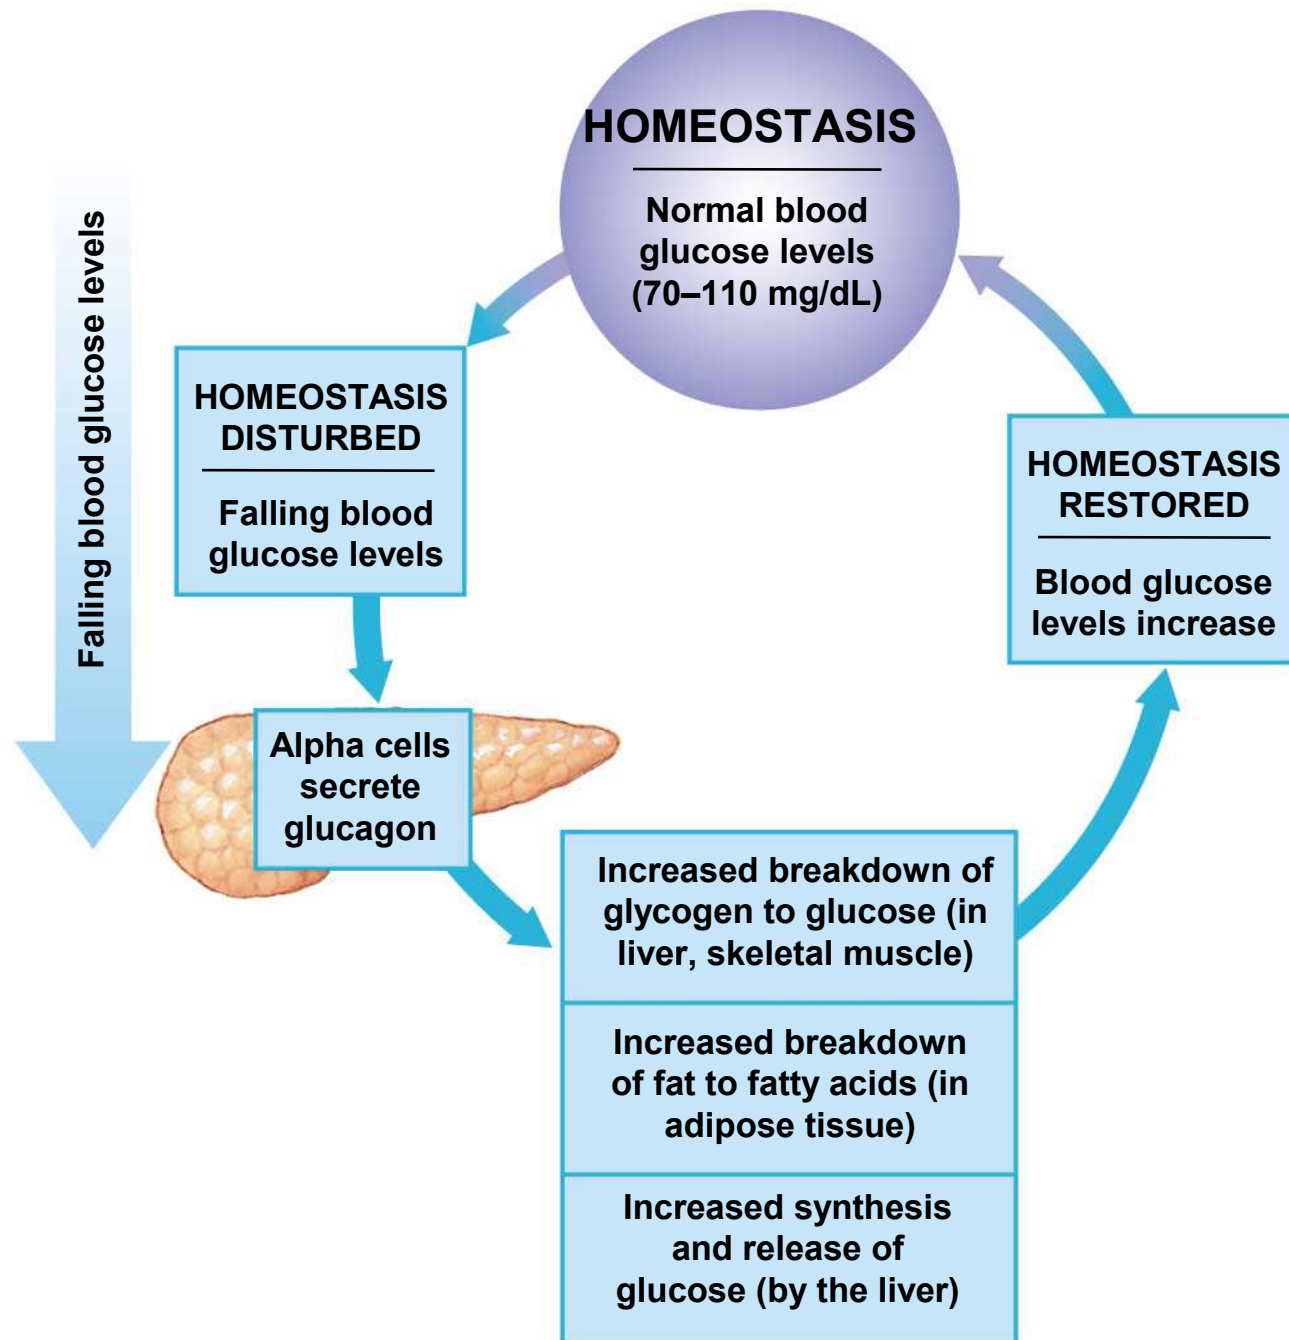 HOMEOSTASIS
Normal blood
glucose levels
(70–110 mg/dL)
Falling blood glucose levels
HOMEOSTASIS
DISTURBED
Falling blood
glucose levels
Alpha cells
secrete
glucagon
Increased breakdown of
glycogen to glucose (in
liver, skeletal muscle)
Increased breakdown
of fat to fatty acids (in
adipose tissue)
Increased synthesis
and release of
glucose (by the liver)
HOMEOSTASIS
RESTORED
Blood glucose
levels increase